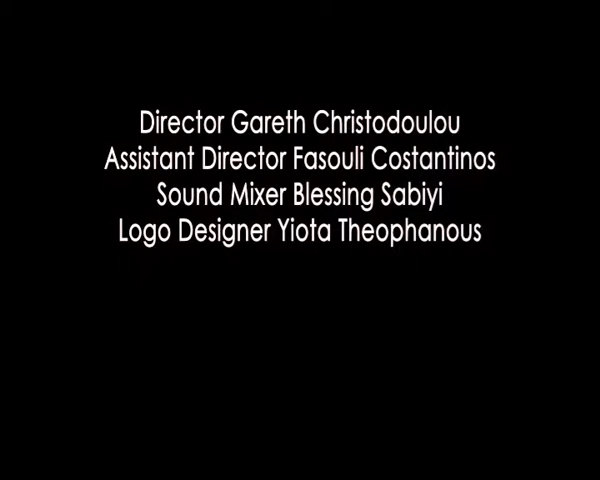 Director Gareth Christodoulou
Assistant Director Fasouli Costantinos
Sound Mixer Blessing Sabiyi
Logo Designer Yiota Theophanous